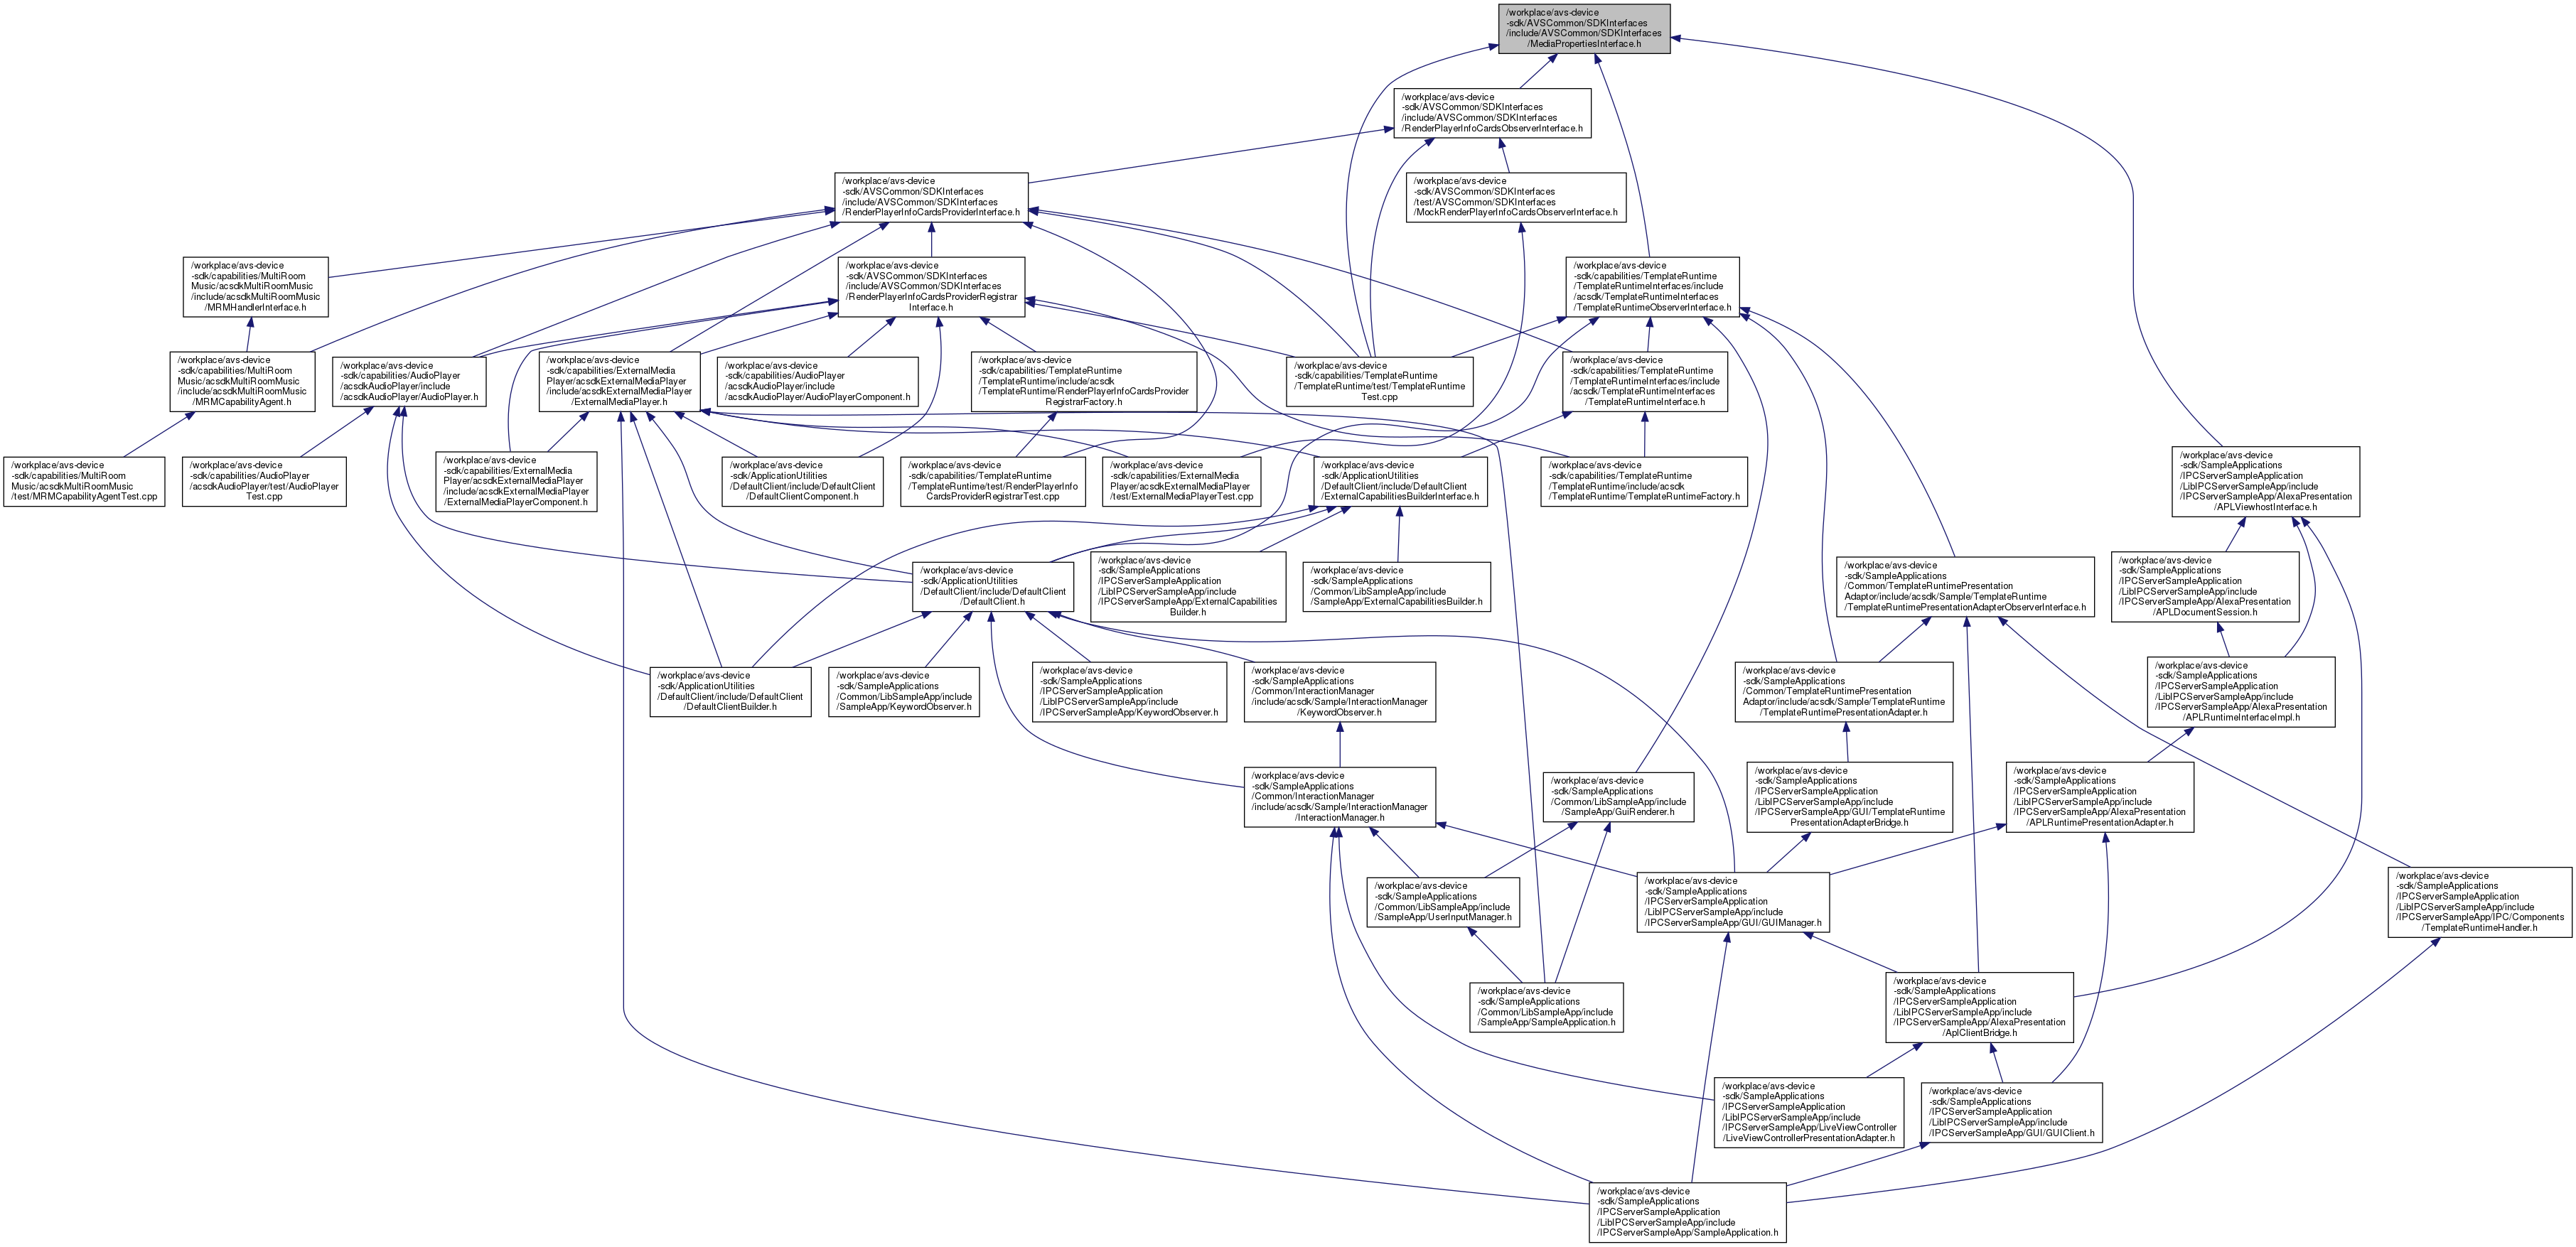 /workplace/avs-device
-sdk/AVSCommon/SDKInterfaces
/include/AVSCommon/SDKInterfaces
/MediaPropertiesInterface.h
/workplace/avs-device
-sdk/AVSCommon/SDKInterfaces
/include/AVSCommon/SDKInterfaces
/RenderPlayerInfoCardsObserverInterface.h
/workplace/avs-device
-sdk/AVSCommon/SDKInterfaces
/include/AVSCommon/SDKInterfaces
/RenderPlayerInfoCardsProviderInterface.h
/workplace/avs-device
-sdk/AVSCommon/SDKInterfaces
/test/AVSCommon/SDKInterfaces
/MockRenderPlayerInfoCardsObserverInterface.h
/workplace/avs-device
-sdk/capabilities/MultiRoom
Music/acsdkMultiRoomMusic
/include/acsdkMultiRoomMusic
/MRMHandlerInterface.h
/workplace/avs-device
-sdk/AVSCommon/SDKInterfaces
/include/AVSCommon/SDKInterfaces
/RenderPlayerInfoCardsProviderRegistrar
Interface.h
/workplace/avs-device
-sdk/capabilities/TemplateRuntime
/TemplateRuntimeInterfaces/include
/acsdk/TemplateRuntimeInterfaces
/TemplateRuntimeObserverInterface.h
/workplace/avs-device
-sdk/capabilities/MultiRoom
Music/acsdkMultiRoomMusic
/include/acsdkMultiRoomMusic
/MRMCapabilityAgent.h
/workplace/avs-device
-sdk/capabilities/AudioPlayer
/acsdkAudioPlayer/include
/acsdkAudioPlayer/AudioPlayer.h
/workplace/avs-device
-sdk/capabilities/ExternalMedia
Player/acsdkExternalMediaPlayer
/include/acsdkExternalMediaPlayer
/ExternalMediaPlayer.h
/workplace/avs-device
-sdk/capabilities/AudioPlayer
/acsdkAudioPlayer/include
/acsdkAudioPlayer/AudioPlayerComponent.h
/workplace/avs-device
-sdk/capabilities/TemplateRuntime
/TemplateRuntime/include/acsdk
/TemplateRuntime/RenderPlayerInfoCardsProvider
RegistrarFactory.h
/workplace/avs-device
-sdk/capabilities/TemplateRuntime
/TemplateRuntime/test/TemplateRuntime
Test.cpp
/workplace/avs-device
-sdk/capabilities/TemplateRuntime
/TemplateRuntimeInterfaces/include
/acsdk/TemplateRuntimeInterfaces
/TemplateRuntimeInterface.h
/workplace/avs-device
-sdk/capabilities/MultiRoom
Music/acsdkMultiRoomMusic
/test/MRMCapabilityAgentTest.cpp
/workplace/avs-device
-sdk/capabilities/AudioPlayer
/acsdkAudioPlayer/test/AudioPlayer
Test.cpp
/workplace/avs-device
-sdk/capabilities/ExternalMedia
Player/acsdkExternalMediaPlayer
/include/acsdkExternalMediaPlayer
/ExternalMediaPlayerComponent.h
/workplace/avs-device
-sdk/ApplicationUtilities
/DefaultClient/include/DefaultClient
/DefaultClientComponent.h
/workplace/avs-device
-sdk/capabilities/TemplateRuntime
/TemplateRuntime/test/RenderPlayerInfo
CardsProviderRegistrarTest.cpp
/workplace/avs-device
-sdk/capabilities/ExternalMedia
Player/acsdkExternalMediaPlayer
/test/ExternalMediaPlayerTest.cpp
/workplace/avs-device
-sdk/ApplicationUtilities
/DefaultClient/include/DefaultClient
/ExternalCapabilitiesBuilderInterface.h
/workplace/avs-device
-sdk/capabilities/TemplateRuntime
/TemplateRuntime/include/acsdk
/TemplateRuntime/TemplateRuntimeFactory.h
/workplace/avs-device
-sdk/SampleApplications
/IPCServerSampleApplication
/LibIPCServerSampleApp/include
/IPCServerSampleApp/AlexaPresentation
/APLViewhostInterface.h
/workplace/avs-device
-sdk/ApplicationUtilities
/DefaultClient/include/DefaultClient
/DefaultClient.h
/workplace/avs-device
-sdk/SampleApplications
/IPCServerSampleApplication
/LibIPCServerSampleApp/include
/IPCServerSampleApp/ExternalCapabilities
Builder.h
/workplace/avs-device
-sdk/SampleApplications
/Common/LibSampleApp/include
/SampleApp/ExternalCapabilitiesBuilder.h
/workplace/avs-device
-sdk/SampleApplications
/Common/TemplateRuntimePresentation
Adaptor/include/acsdk/Sample/TemplateRuntime
/TemplateRuntimePresentationAdapterObserverInterface.h
/workplace/avs-device
-sdk/SampleApplications
/IPCServerSampleApplication
/LibIPCServerSampleApp/include
/IPCServerSampleApp/AlexaPresentation
/APLDocumentSession.h
/workplace/avs-device
-sdk/ApplicationUtilities
/DefaultClient/include/DefaultClient
/DefaultClientBuilder.h
/workplace/avs-device
-sdk/SampleApplications
/Common/LibSampleApp/include
/SampleApp/KeywordObserver.h
/workplace/avs-device
-sdk/SampleApplications
/IPCServerSampleApplication
/LibIPCServerSampleApp/include
/IPCServerSampleApp/KeywordObserver.h
/workplace/avs-device
-sdk/SampleApplications
/Common/InteractionManager
/include/acsdk/Sample/InteractionManager
/KeywordObserver.h
/workplace/avs-device
-sdk/SampleApplications
/Common/TemplateRuntimePresentation
Adaptor/include/acsdk/Sample/TemplateRuntime
/TemplateRuntimePresentationAdapter.h
/workplace/avs-device
-sdk/SampleApplications
/IPCServerSampleApplication
/LibIPCServerSampleApp/include
/IPCServerSampleApp/AlexaPresentation
/APLRuntimeInterfaceImpl.h
/workplace/avs-device
-sdk/SampleApplications
/Common/InteractionManager
/include/acsdk/Sample/InteractionManager
/InteractionManager.h
/workplace/avs-device
-sdk/SampleApplications
/Common/LibSampleApp/include
/SampleApp/GuiRenderer.h
/workplace/avs-device
-sdk/SampleApplications
/IPCServerSampleApplication
/LibIPCServerSampleApp/include
/IPCServerSampleApp/GUI/TemplateRuntime
PresentationAdapterBridge.h
/workplace/avs-device
-sdk/SampleApplications
/IPCServerSampleApplication
/LibIPCServerSampleApp/include
/IPCServerSampleApp/AlexaPresentation
/APLRuntimePresentationAdapter.h
/workplace/avs-device
-sdk/SampleApplications
/Common/LibSampleApp/include
/SampleApp/UserInputManager.h
/workplace/avs-device
-sdk/SampleApplications
/IPCServerSampleApplication
/LibIPCServerSampleApp/include
/IPCServerSampleApp/GUI/GUIManager.h
/workplace/avs-device
-sdk/SampleApplications
/IPCServerSampleApplication
/LibIPCServerSampleApp/include
/IPCServerSampleApp/IPC/Components
/TemplateRuntimeHandler.h
/workplace/avs-device
-sdk/SampleApplications
/Common/LibSampleApp/include
/SampleApp/SampleApplication.h
/workplace/avs-device
-sdk/SampleApplications
/IPCServerSampleApplication
/LibIPCServerSampleApp/include
/IPCServerSampleApp/AlexaPresentation
/AplClientBridge.h
/workplace/avs-device
-sdk/SampleApplications
/IPCServerSampleApplication
/LibIPCServerSampleApp/include
/IPCServerSampleApp/LiveViewController
/LiveViewControllerPresentationAdapter.h
/workplace/avs-device
-sdk/SampleApplications
/IPCServerSampleApplication
/LibIPCServerSampleApp/include
/IPCServerSampleApp/GUI/GUIClient.h
/workplace/avs-device
-sdk/SampleApplications
/IPCServerSampleApplication
/LibIPCServerSampleApp/include
/IPCServerSampleApp/SampleApplication.h